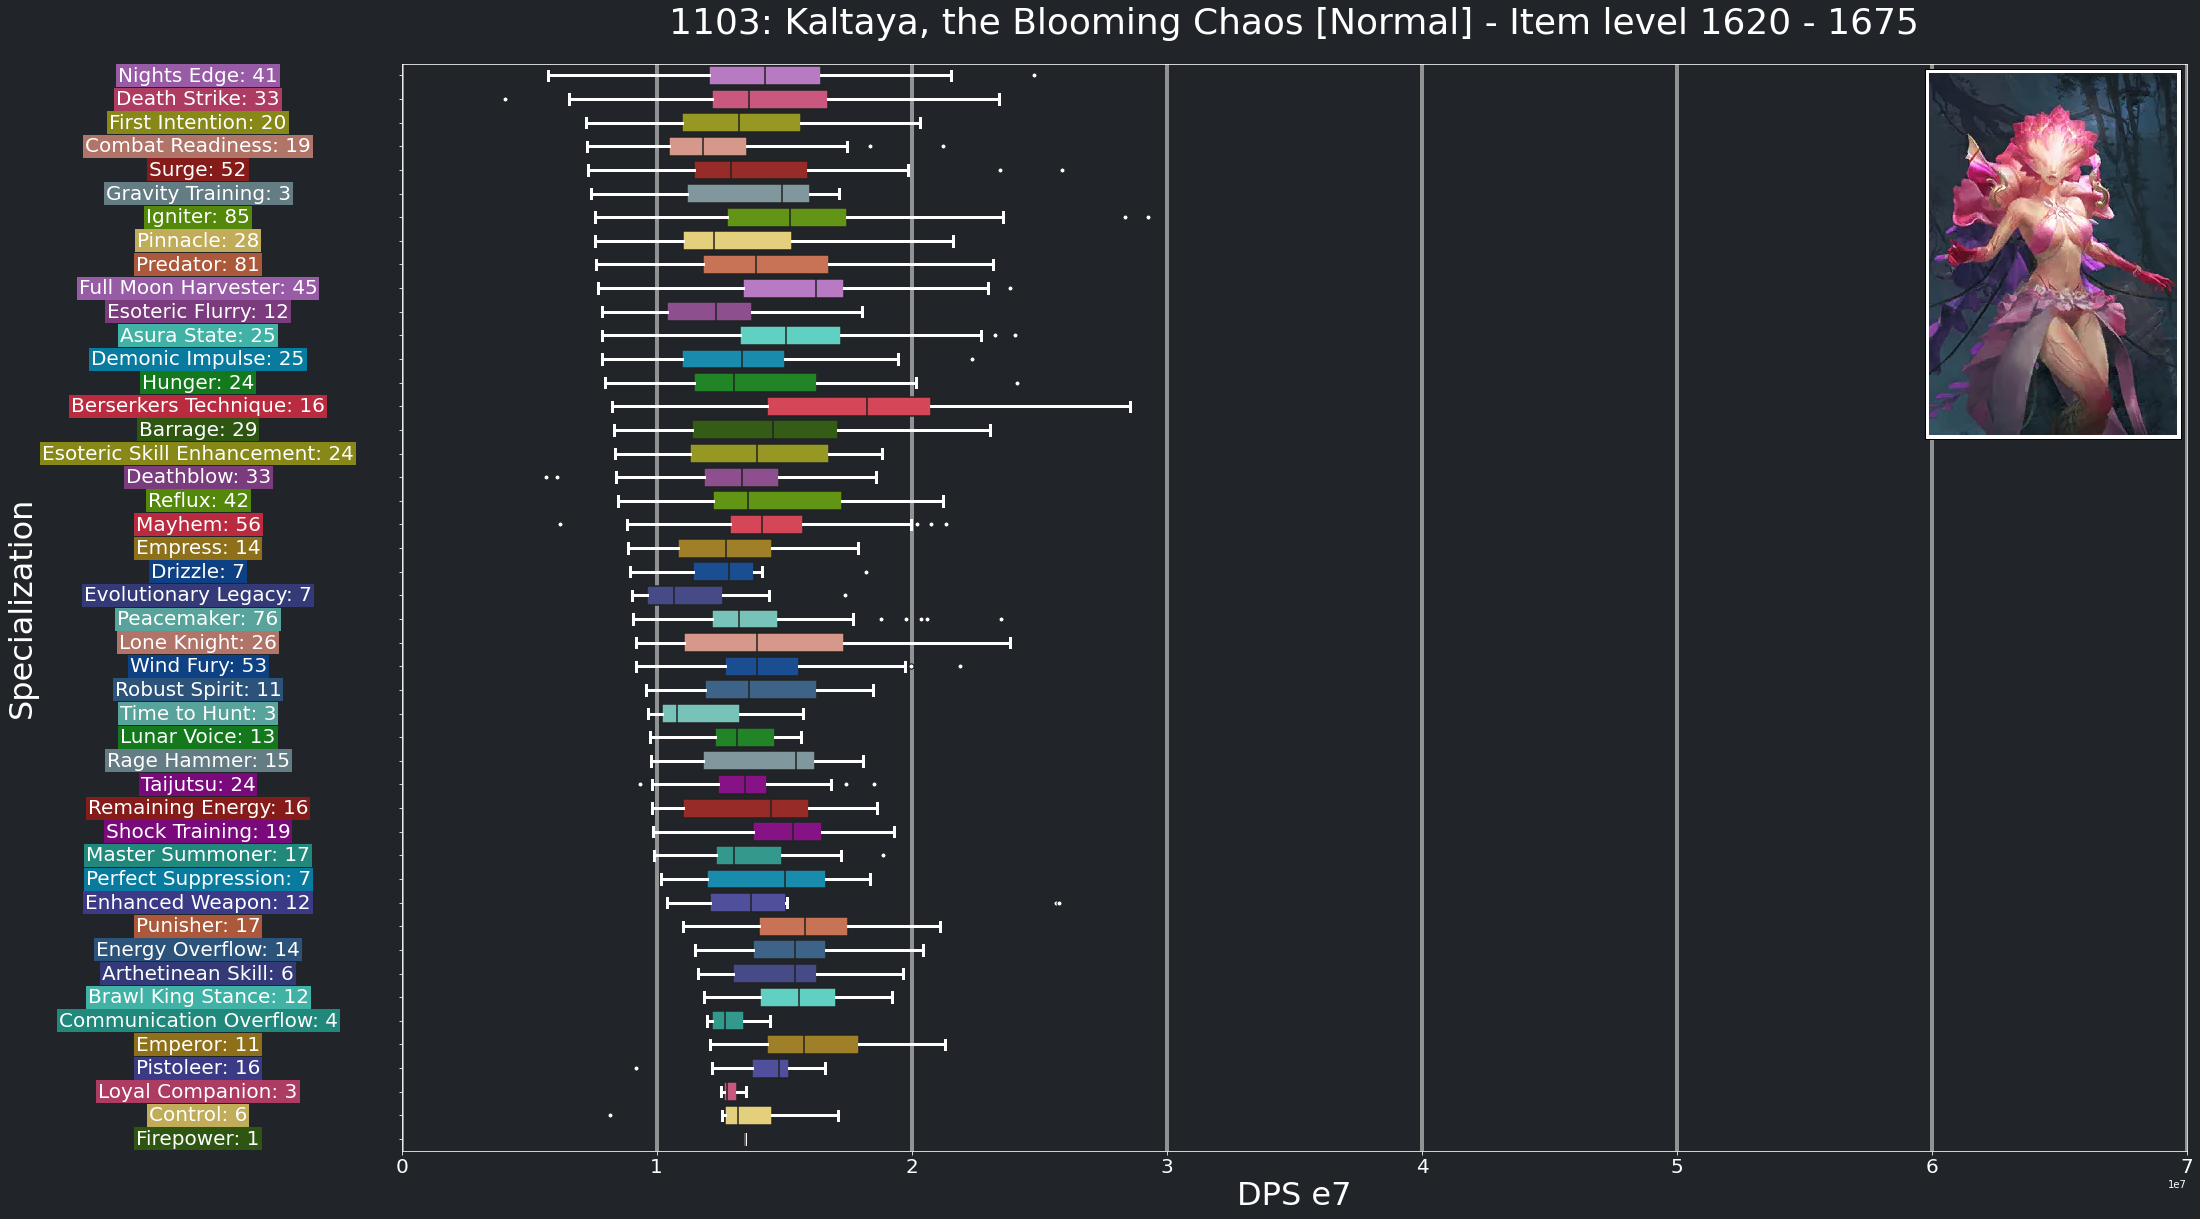 1103: Kaltaya, the Blooming Chaos [Normal] - Item level 1620 - 1675
Specialization
Nights Edge: 41
Death Strike: 33
First Intention: 20
Combat Readiness: 19
Surge: 52
Gravity Training: 3
Igniter: 85
Pinnacle: 28
Predator: 81
Full Moon Harvester: 45
Esoteric Flurry: 12
Asura State: 25
Demonic Impulse: 25
Hunger: 24
Berserkers Technique: 16
Barrage: 29
Esoteric Skill Enhancement: 24
Deathblow: 33
Reflux: 42
Mayhem: 56
Empress: 14
Drizzle: 7
Evolutionary Legacy: 7
Peacemaker: 76
Lone Knight: 26
Wind Fury: 53
Robust Spirit: 11
Time to Hunt: 3
Lunar Voice: 13
Rage Hammer: 15
Taijutsu: 24
Remaining Energy: 16
Shock Training: 19
Master Summoner: 17
Perfect Suppression: 7
Enhanced Weapon: 12
Punisher: 17
Energy Overflow: 14
Arthetinean Skill: 6
Brawl King Stance: 12
Communication Overflow: 4
Emperor: 11
Pistoleer: 16
Loyal Companion: 3
Control: 6
Firepower: 1
0 1 2 3 4 5 6 7
1e7
DPS e7